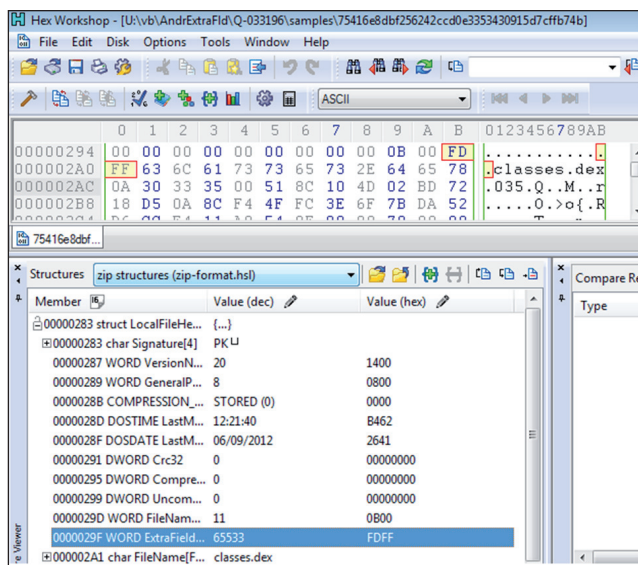 Hex Workshop - [U:\vb\AndrExtraFld\Q-033196\samples\75416e8dbf256242ccd0e3353430915d7cffb74b]
File Edit Disk Options Tools Window Help
ASCII
0 1 2 3 4 5 6 7 8 9 A B 0123456789AB
00000294 00 00 00 00 00 00 00 00 00 0B 00 FD ............
000002A0 FF 63 6C 61 73 73 65 73 2E 64 65 78 .classes.dex
000002AC 0A 30 33 35 00 51 8C 10 4D 02 BD 72 .035.Q..M..r
000002B8 18 D5 0A 8C F4 4F FC 3E 6F 7B DA 52 .....O.>o{.R
75416e8dbf...
Structures zip structures (zip-format.hsl) Compare Re
Member Value (dec) Value (hex) Type
00000283 struct LocalFileHe... {...}
00000283 char Signature[4] PK
00000287 WORD VersionN... 20 1400
00000289 WORD GeneralP... 8 0800
0000028B COMPRESSION_... STORED (0) 0000
0000028D DOSTIME LastM... 12:21:40 B462
0000028F DOSDATE LastM... 06/09/2012 2641
00000291 DWORD Crc32 0 00000000
00000295 DWORD Compre... 0 00000000
00000299 DWORD Uncom... 0 00000000
0000029D WORD FileNam... 11 0B00
0000029F WORD ExtraField... 65533 FDFF
000002A1 char FileName[F... classes.dex
e Viewer